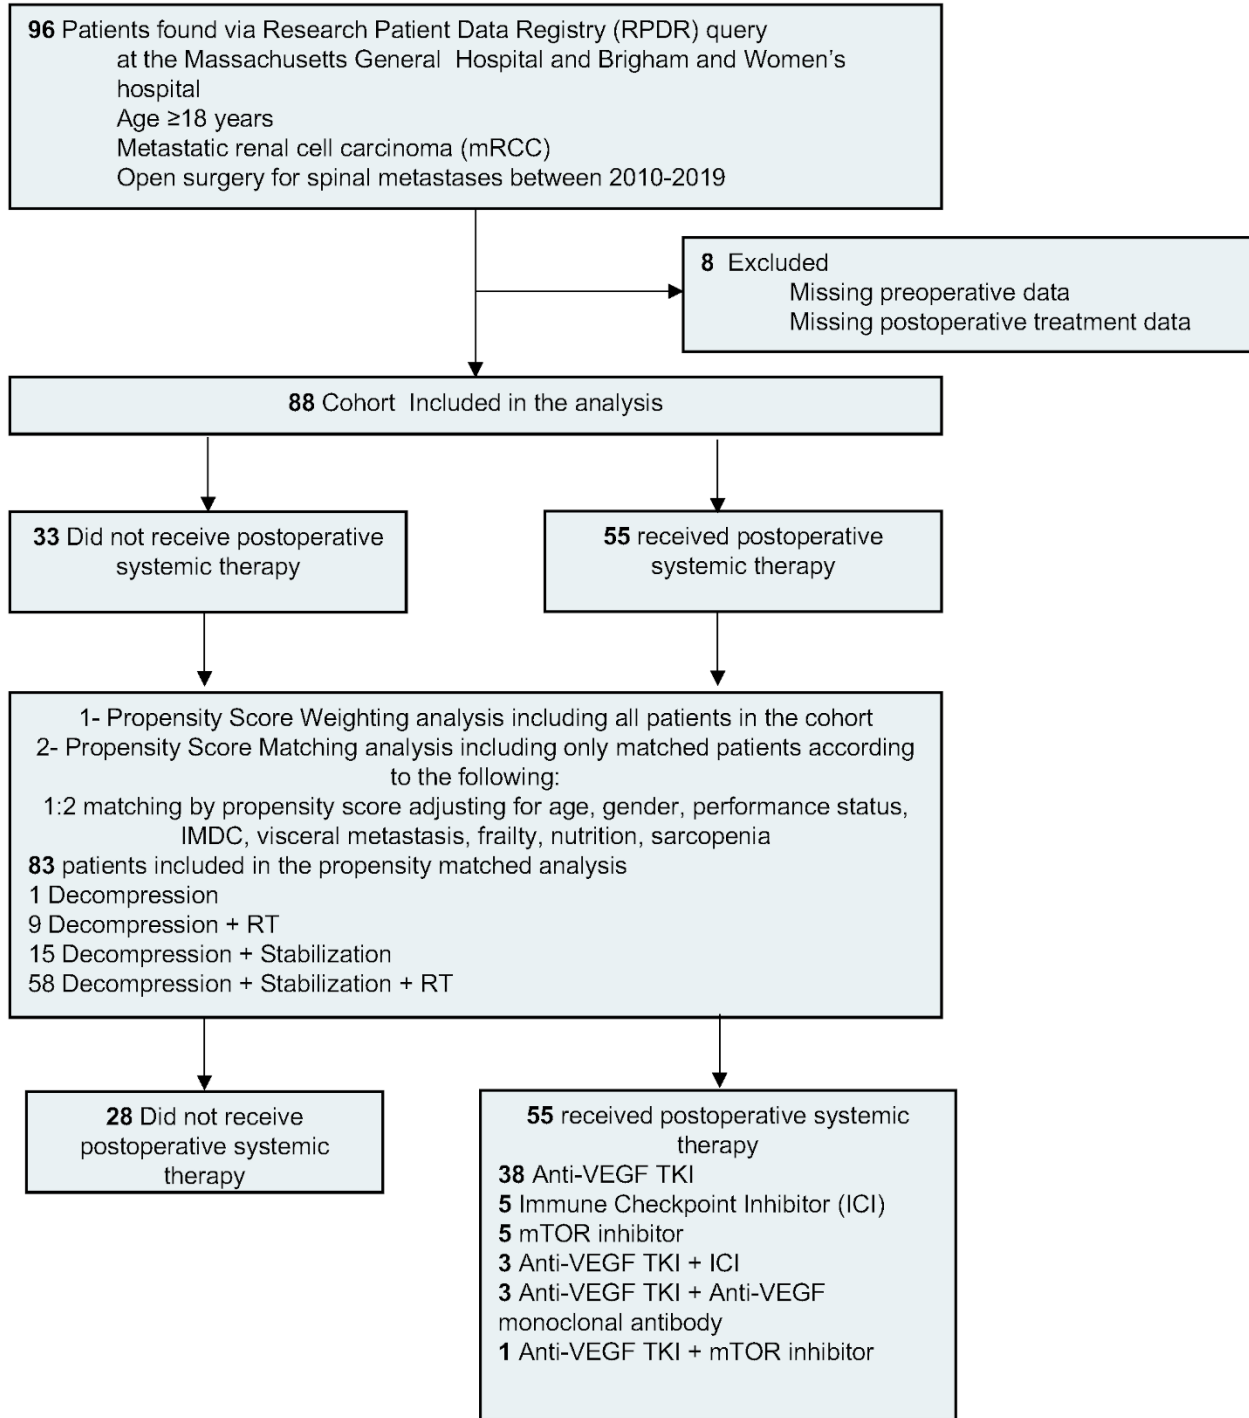 96 Patients found via Research Patient Data Registry (RPDR) query
at the Massachusetts General Hospital and Brigham and Women's
hospital
Age ≥18 years
Metastatic renal cell carcinoma (mRCC)
Open surgery for spinal metastases between 2010-2019
8 Excluded
Missing preoperative data
Missing postoperative treatment data
88 Cohort Included in the analysis
33 Did not receive postoperative
systemic therapy
55 received postoperative
systemic therapy
1- Propensity Score Weighting analysis including all patients in the cohort
2- Propensity Score Matching analysis including only matched patients according
to the following:
1:2 matching by propensity score adjusting for age, gender, performance status,
IMDC, visceral metastasis, frailty, nutrition, sarcopenia
83 patients included in the propensity matched analysis
1 Decompression
9 Decompression + RT
15 Decompression + Stabilization
58 Decompression + Stabilization + RT
28 Did not receive
postoperative systemic
therapy
55 received postoperative systemic
therapy
38 Anti-VEGF TKI
5 Immune Checkpoint Inhibitor (ICI)
5 mTOR inhibitor
3 Anti-VEGF TKI + ICI
3 Anti-VEGF TKI + Anti-VEGF
monoclonal antibody
1 Anti-VEGF TKI + mTOR inhibitor